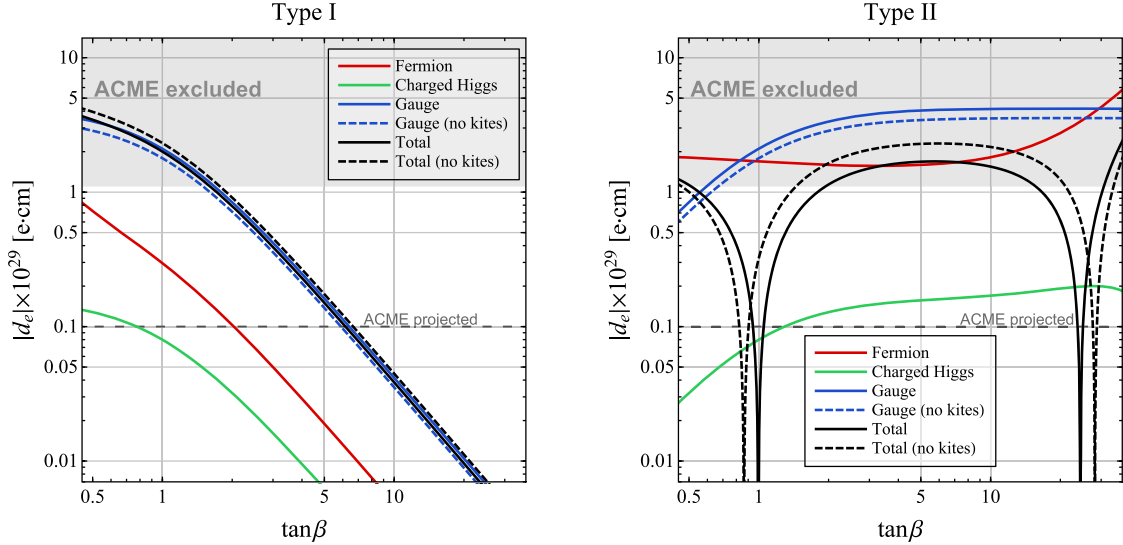 Type I
10
5
1
0.5
0.1
0.05
0.01
|d_e|×10^29 [e·cm]
ACME excluded
Fermion
Charged Higgs
Gauge
Gauge (no kites)
Total
Total (no kites)
ACME projected
0.5 1 5 10
tanβ
Type II
10
5
1
0.5
0.1
0.05
0.01
|d_e|×10^29 [e·cm]
ACME excluded
ACME projected
Fermion
Charged Higgs
Gauge
Gauge (no kites)
Total
Total (no kites)
0.5 1 5 10
tanβ